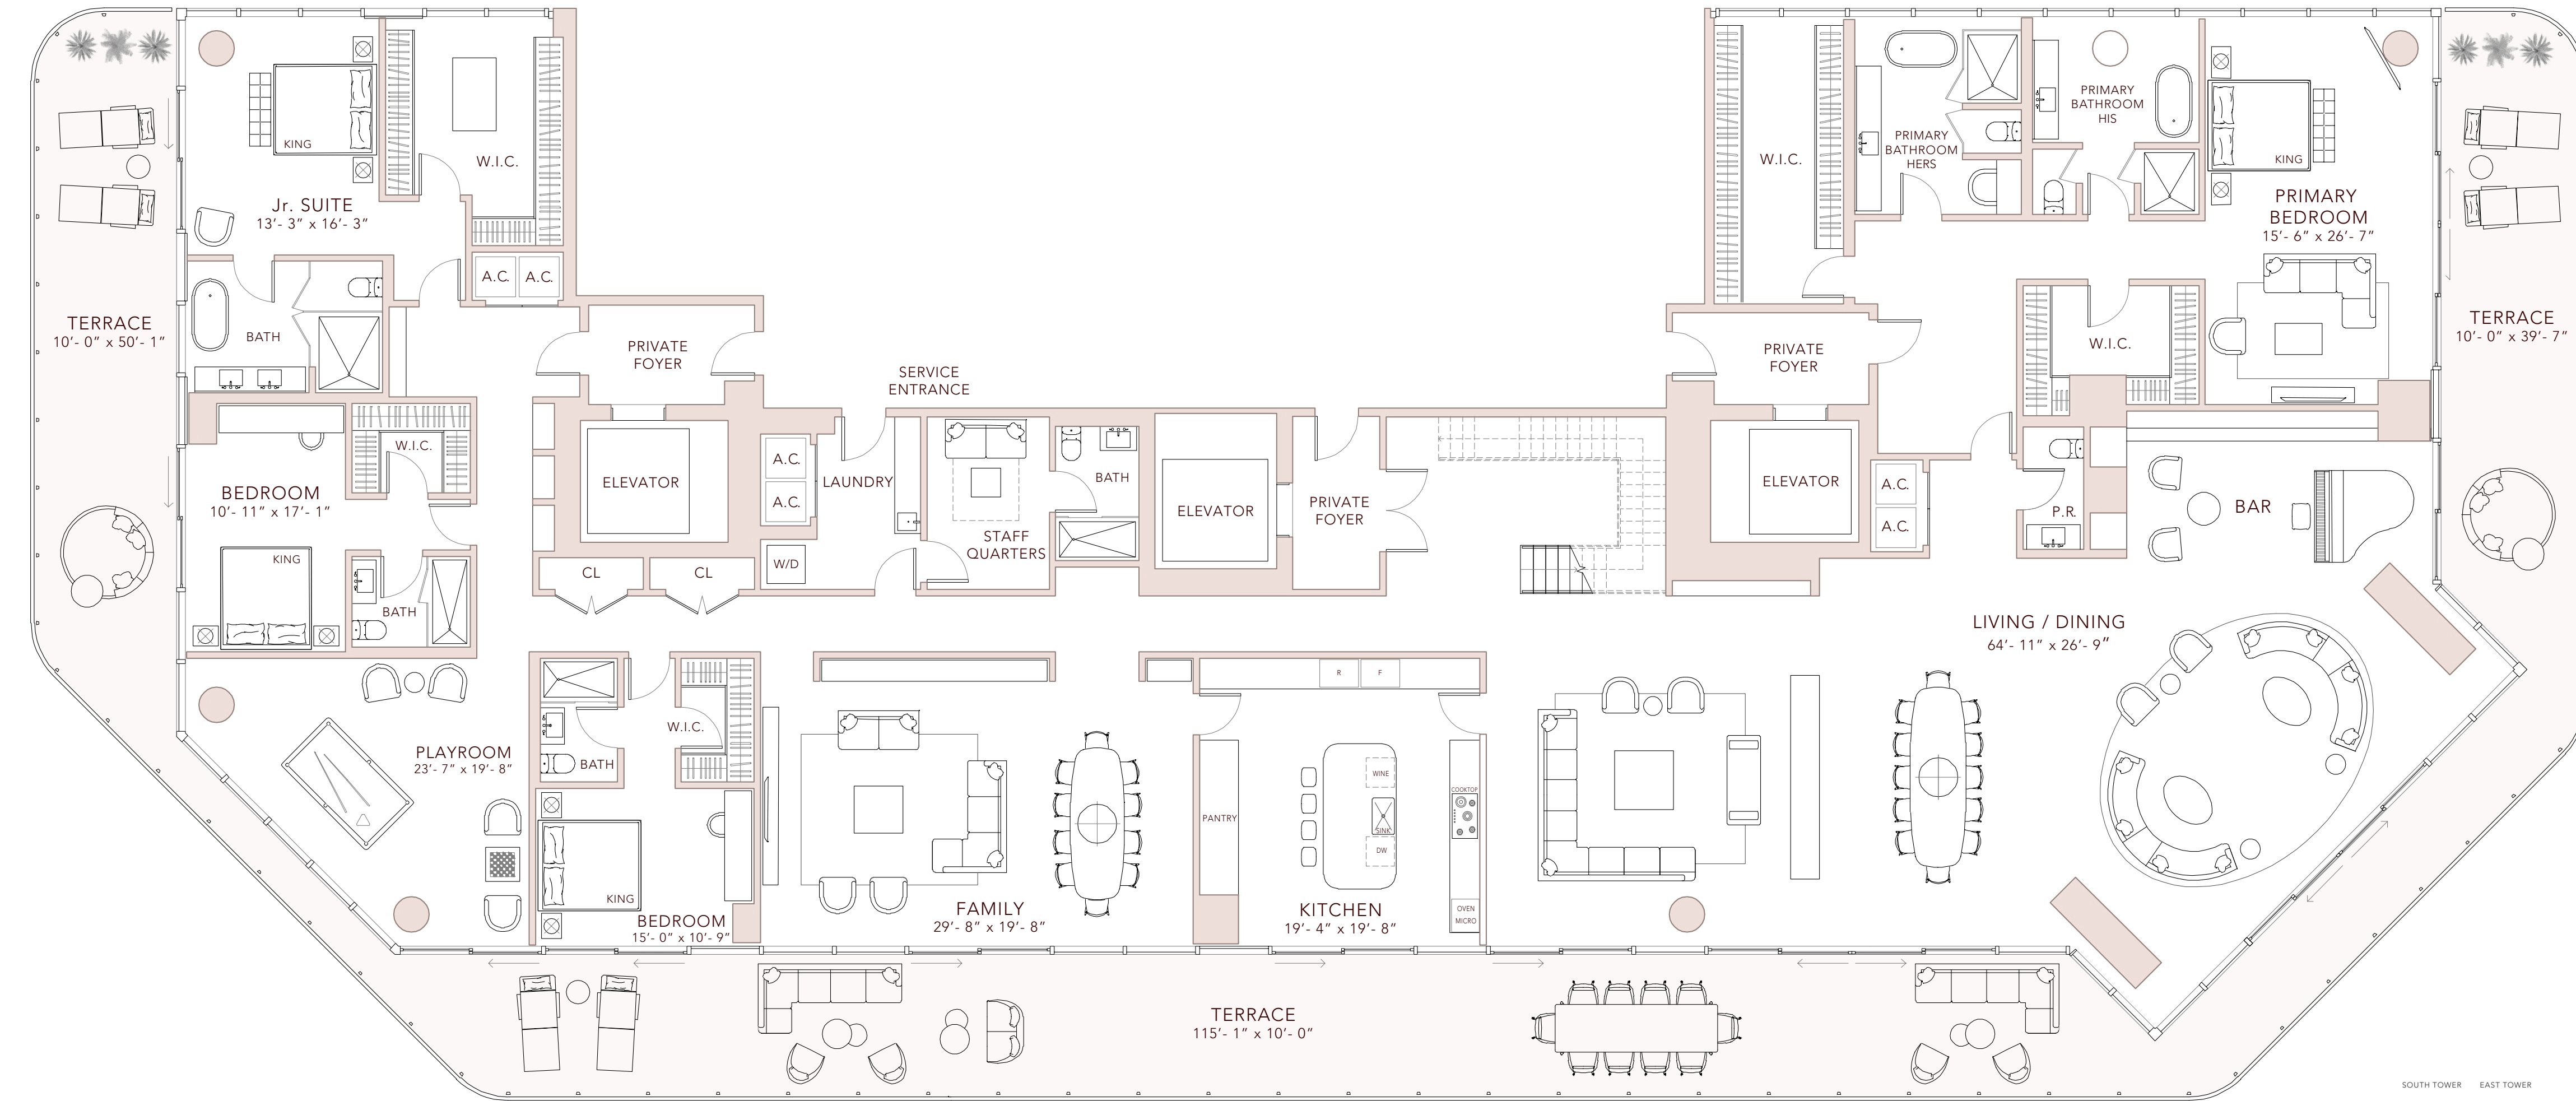 KING
W.I.C.
Jr. SUITE
13'- 3" x 16'- 3"
A.C.
A.C.
BATH
TERRACE
10'- 0" x 50'- 1"
PRIVATE
FOYER
SERVICE
ENTRANCE
W.I.C.
BEDROOM
10'- 11" x 17'- 1"
KING
BATH
ELEVATOR
CL
CL
A.C.
A.C.
W/D
LAUNDRY
STAFF
QUARTERS
BATH
ELEVATOR
PRIVATE
FOYER
W.I.C.
PRIMARY
BATHROOM
HERS
PRIMARY
BATHROOM
HIS
KING
PRIMARY
BEDROOM
15'- 6" x 26'- 7"
TERRACE
10'- 0" x 39'- 7"
PRIVATE
FOYER
W.I.C.
ELEVATOR
A.C.
A.C.
P.R.
BAR
LIVING / DINING
64'- 11" x 26'- 9"
PLAYROOM
23'- 7" x 19'- 8"
W.I.C.
BATH
KING
BEDROOM
15'- 0" x 10'- 9"
FAMILY
29'- 8" x 19'- 8"
R
F
PANTRY
WINE
SINK
DW
COOKTOP
OVEN
MICRO
KITCHEN
19'- 4" x 19'- 8"
TERRACE
115'- 1" x 10'- 0"
SOUTH TOWER
EAST TOWER